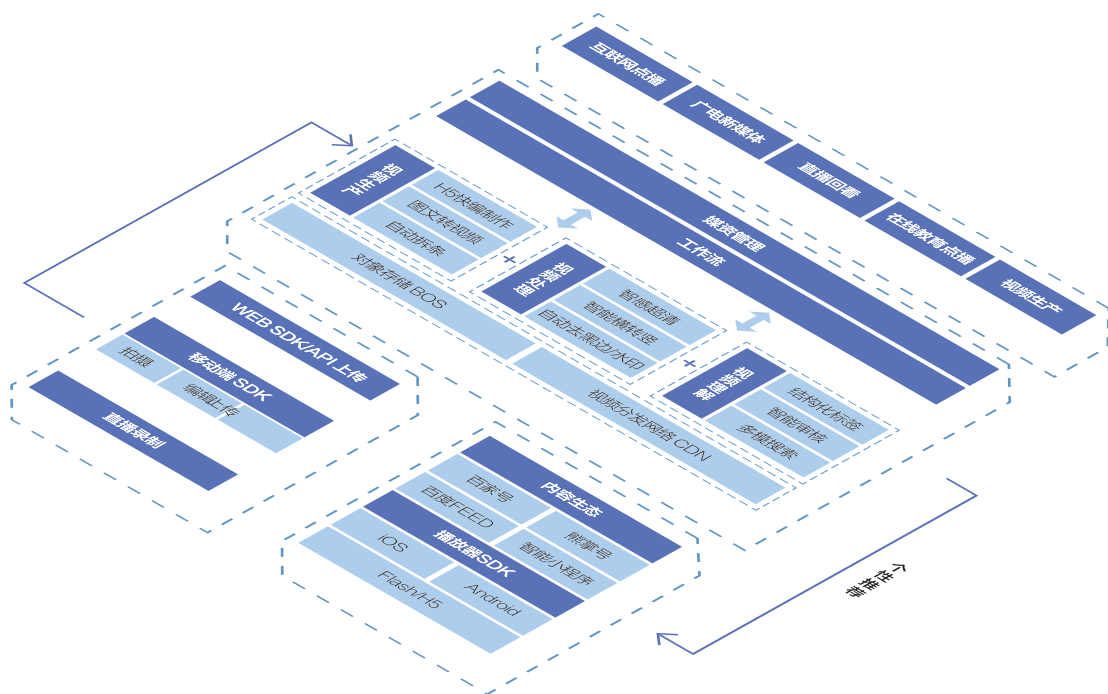 互联网点播
广电新媒体
直播回看
在线教育点播
视频生产
媒资管理
工作流
视频生产
H5快编制作
图文转视频
自动拆条
+
视频处理
智感超清
智能横转竖
自动去黑边/水印
+
视频理解
结构化标签
智能审核
多模搜索
对象存储 BOS
视频分发网络 CDN
WEB SDK/API 上传
移动端 SDK
拍摄
编辑上传
直播录制
内容生态
百家号
熊掌号
百度FEED
智能小程序
播放器SDK
iOS
Android
Flash/H5
个性推荐